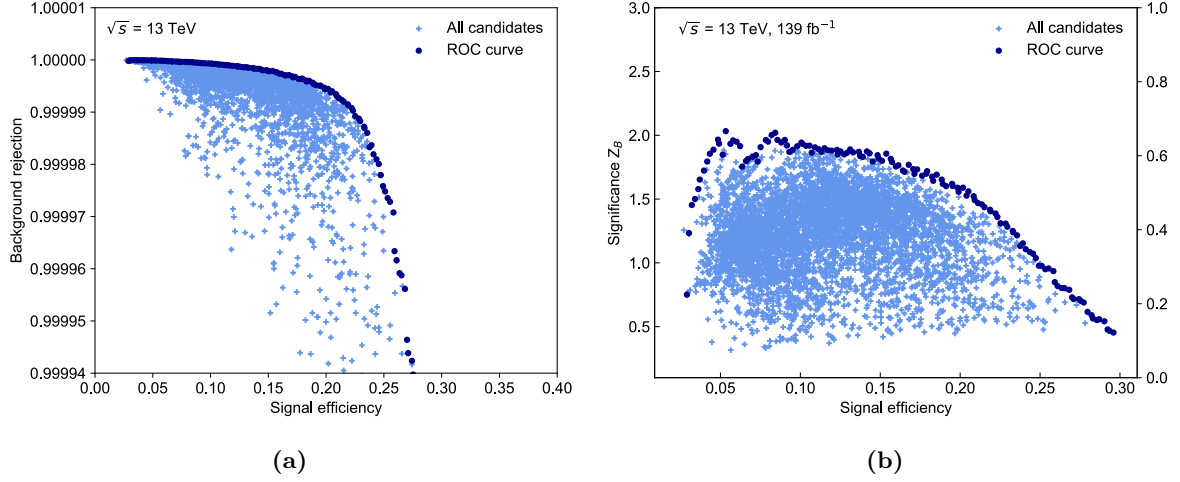 √s = 13 TeV
All candidates
ROC curve
1.00001
1.00000
0.99999
0.99998
0.99997
0.99996
0.99995
0.99994
Background rejection
0.00 0.05 0.10 0.15 0.20 0.25 0.30 0.35 0.40
Signal efficiency
(a)
√s = 13 TeV, 139 fb⁻¹
All candidates
ROC curve
3.0
2.5
2.0
1.5
1.0
0.5
Significance Z_B
1.0
0.8
0.6
0.4
0.2
0.0
0.05 0.10 0.15 0.20 0.25 0.30
Signal efficiency
(b)